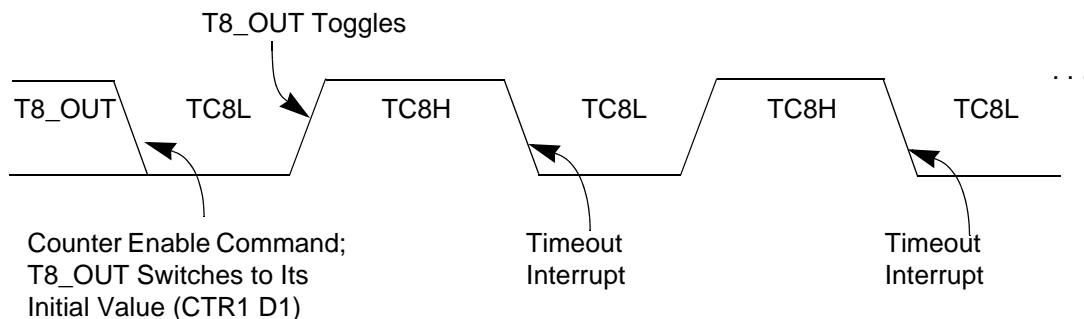 T8_OUT Toggles
. . .
T8_OUT TC8L TC8H TC8L TC8H TC8L
Counter Enable Command;
T8_OUT Switches to Its
Initial Value (CTR1 D1)
Timeout
Interrupt
Timeout
Interrupt